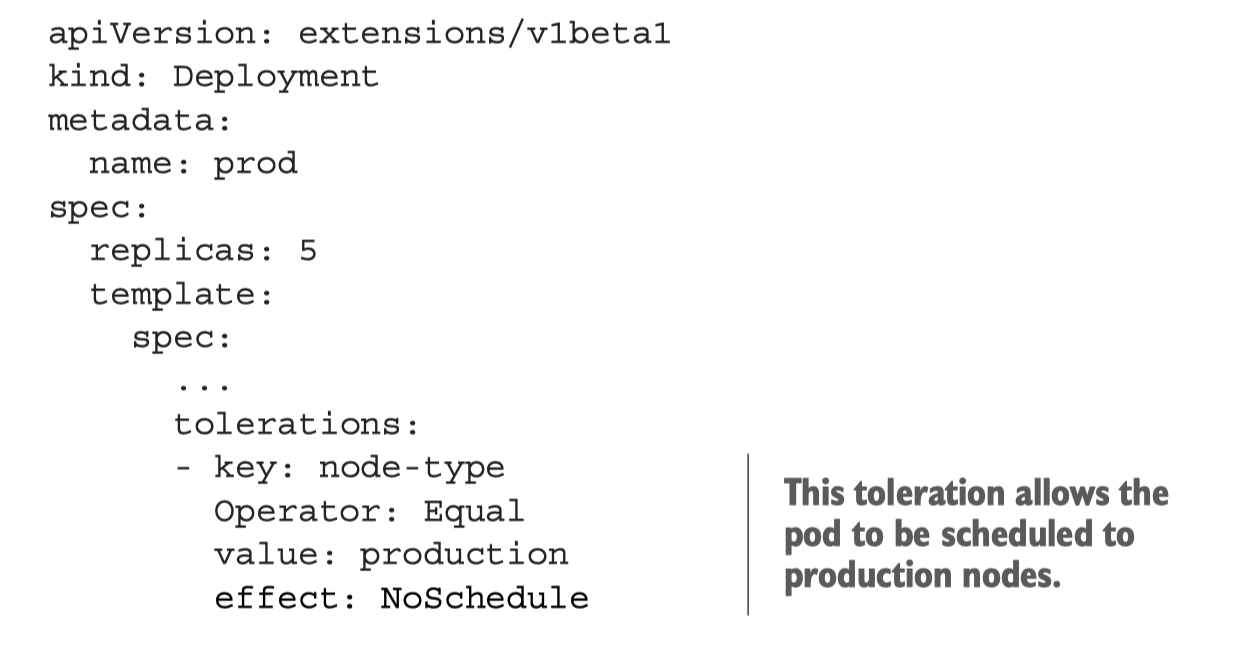 apiVersion: extensions/v1beta1
kind: Deployment
metadata:
  name: prod
spec:
  replicas: 5
  template:
    spec:
      ...
      tolerations:
      - key: node-type
        Operator: Equal
        value: production
        effect: NoSchedule
This toleration allows the
pod to be scheduled to
production nodes.